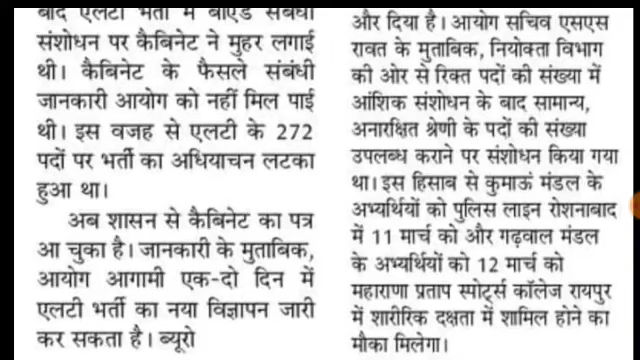 बाद एलटी भर्ती में बीएड संबंधी
संशोधन पर कैबिनेट ने मुहर लगाई
थी। कैबिनेट के फैसले संबंधी
जानकारी आयोग को नहीं मिल पाई
थी। इस वजह से एलटी के 272
पदों पर भर्ती का अधियाचन लटका
हुआ था।
अब शासन से कैबिनेट का पत्र
आ चुका है। जानकारी के मुताबिक,
आयोग आगामी एक-दो दिन में
एलटी भर्ती का नया विज्ञापन जारी
कर सकता है। ब्यूरो
और दिया है। आयोग सचिव एसएस
रावत के मुताबिक, नियोक्ता विभाग
की ओर से रिक्त पदों की संख्या में
आंशिक संशोधन के बाद सामान्य,
अनारक्षित श्रेणी के पदों की संख्या
उपलब्ध कराने पर संशोधन किया गया
था। इस हिसाब से कुमाऊं मंडल के
अभ्यर्थियों को पुलिस लाइन रोशनाबाद
में 11 मार्च को और गढ़वाल मंडल
के अभ्यर्थियों को 12 मार्च को
महाराणा प्रताप स्पोर्ट्स कॉलेज रायपुर
में शारीरिक दक्षता में शामिल होने का
मौका मिलेगा।